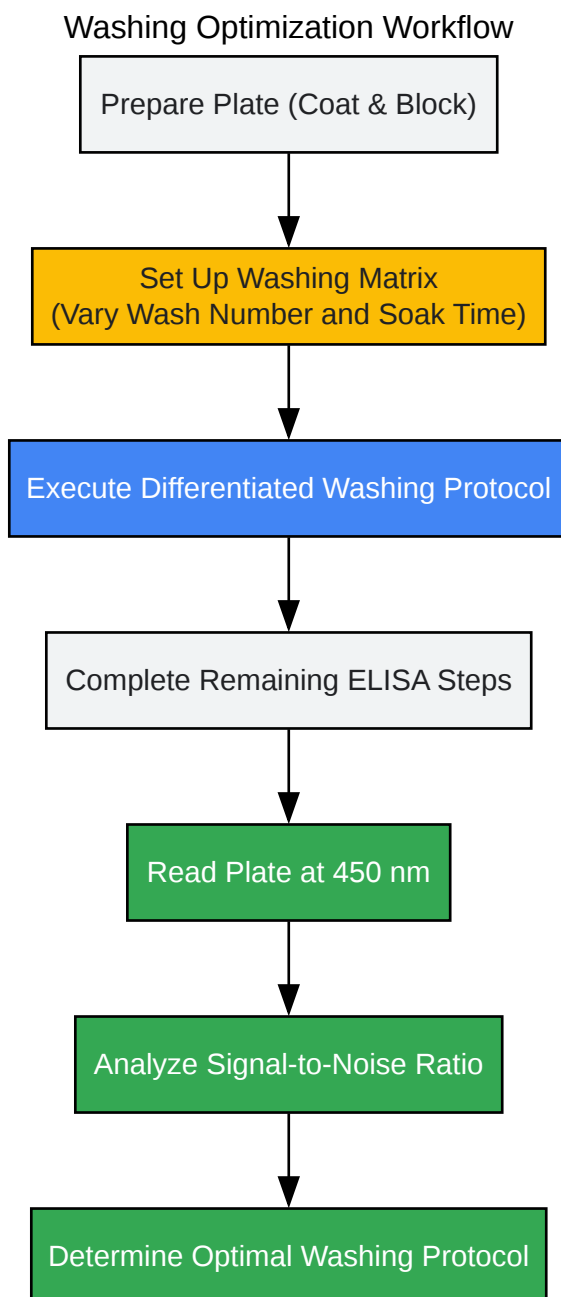 Washing Optimization Workflow
Prepare Plate (Coat & Block)
Set Up Washing Matrix
(Vary Wash Number and Soak Time)
Execute Differentiated Washing Protocol
Complete Remaining ELISA Steps
Read Plate at 450 nm
Analyze Signal-to-Noise Ratio
Determine Optimal Washing Protocol